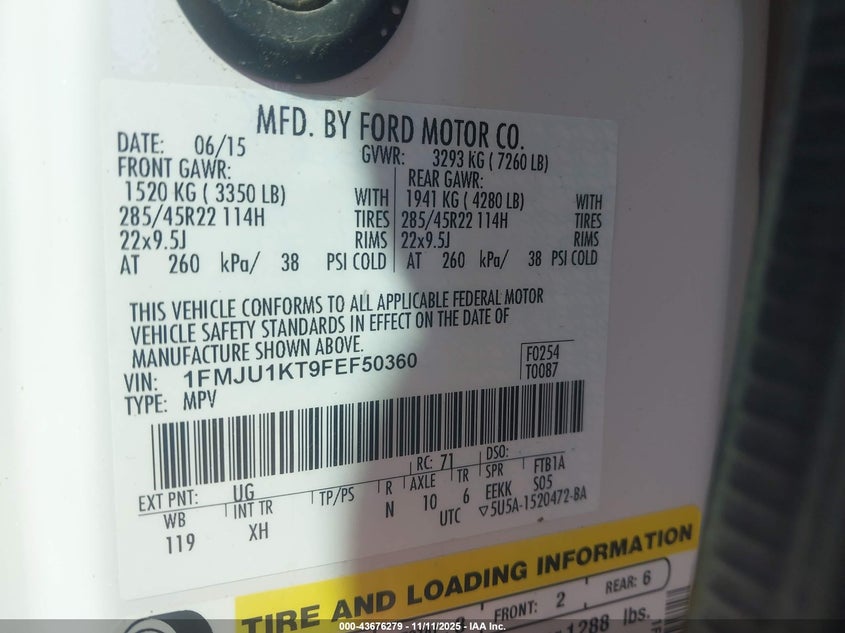 MFD. BY FORD MOTOR CO.
DATE: 06/15 GVWR: 3293 KG ( 7260 LB)
FRONT GAWR: REAR GAWR:
1520 KG ( 3350 LB) WITH 1941 KG ( 4280 LB) WITH
285/45R22 114H TIRES 285/45R22 114H TIRES
22x9.5J RIMS 22x9.5J RIMS
AT 260 kPa/ 38 PSI COLD AT 260 kPa/ 38 PSI COLD
THIS VEHICLE CONFORMS TO ALL APPLICABLE FEDERAL MOTOR
VEHICLE SAFETY STANDARDS IN EFFECT ON THE DATE OF
MANUFACTURE SHOWN ABOVE.
VIN: 1FMJU1KT9FEF50360 F0254
TYPE: MPV T0087
EXT PNT: UG RC: 71 DSO:
WB INT TR TP/PS R AXLE TR SPR FTB1A
119 XH N 10 6 EEKK S05
UTC ▽5U5A-1520472-BA
TIRE AND LOADING INFORMATION
FRONT: 2 REAR: 6
1288 lbs.
000-43676279 - 11/11/2025 - IAA Inc.